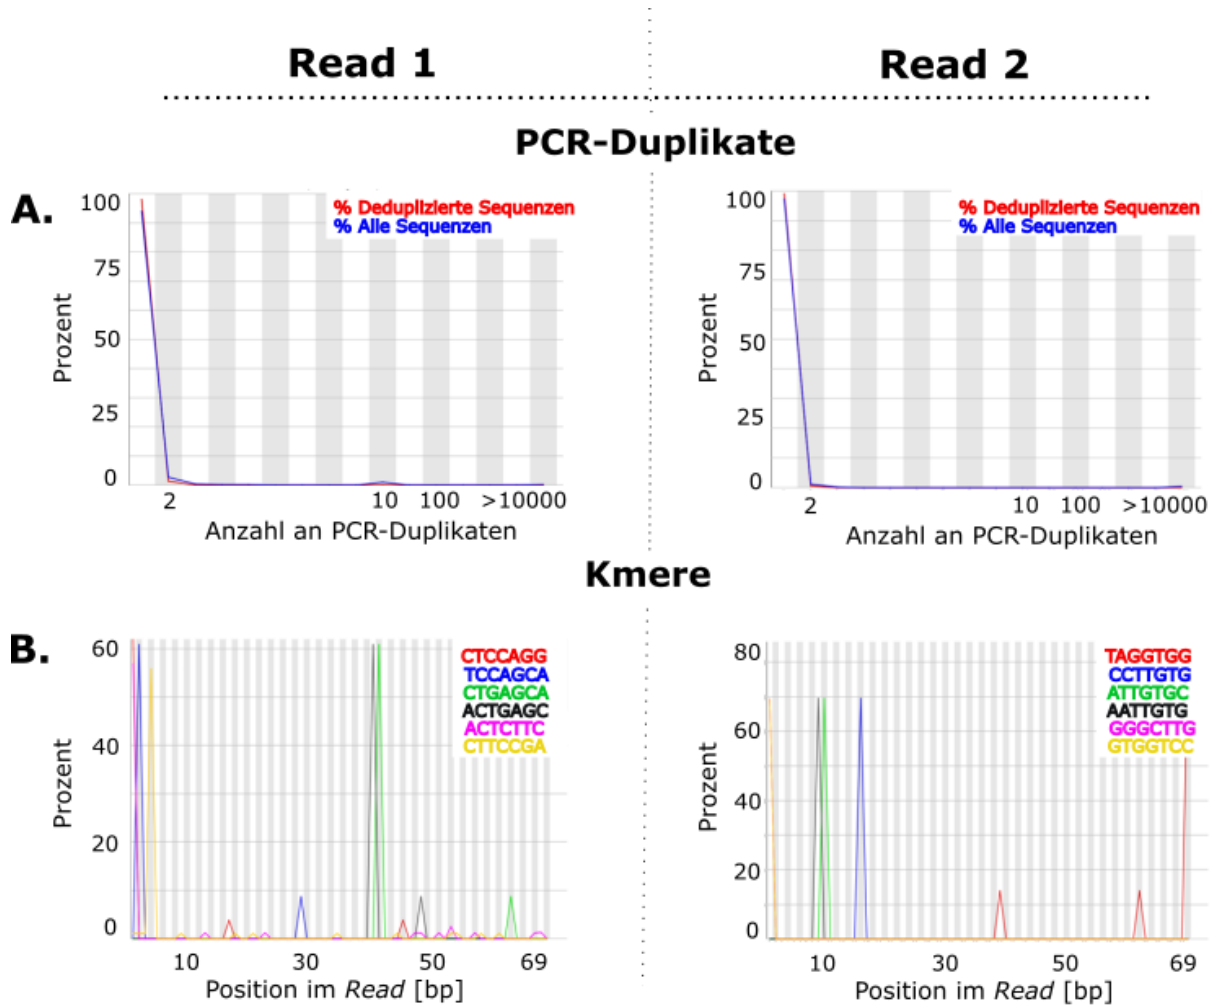 Read 1
Read 2
PCR-Duplikate
A.
100
75
50
25
0
Prozent
% Deduplizierte Sequenzen
% Alle Sequenzen
2
10
100
>10000
Anzahl an PCR-Duplikaten
100
75
50
25
0
Prozent
% Deduplizierte Sequenzen
% Alle Sequenzen
2
10
100
>10000
Anzahl an PCR-Duplikaten
Kmere
B.
60
40
20
0
Prozent
CTCCAGG
TCCAGCA
CTGAGCA
ACTGAGC
ACTCTTC
CTTCCGA
10
30
50
69
Position im Read [bp]
80
60
40
20
0
Prozent
TAGGTGG
CCTTGTG
ATTGTGC
AATTGTG
GGGCTTG
GTGGTCC
10
30
50
69
Position im Read [bp]